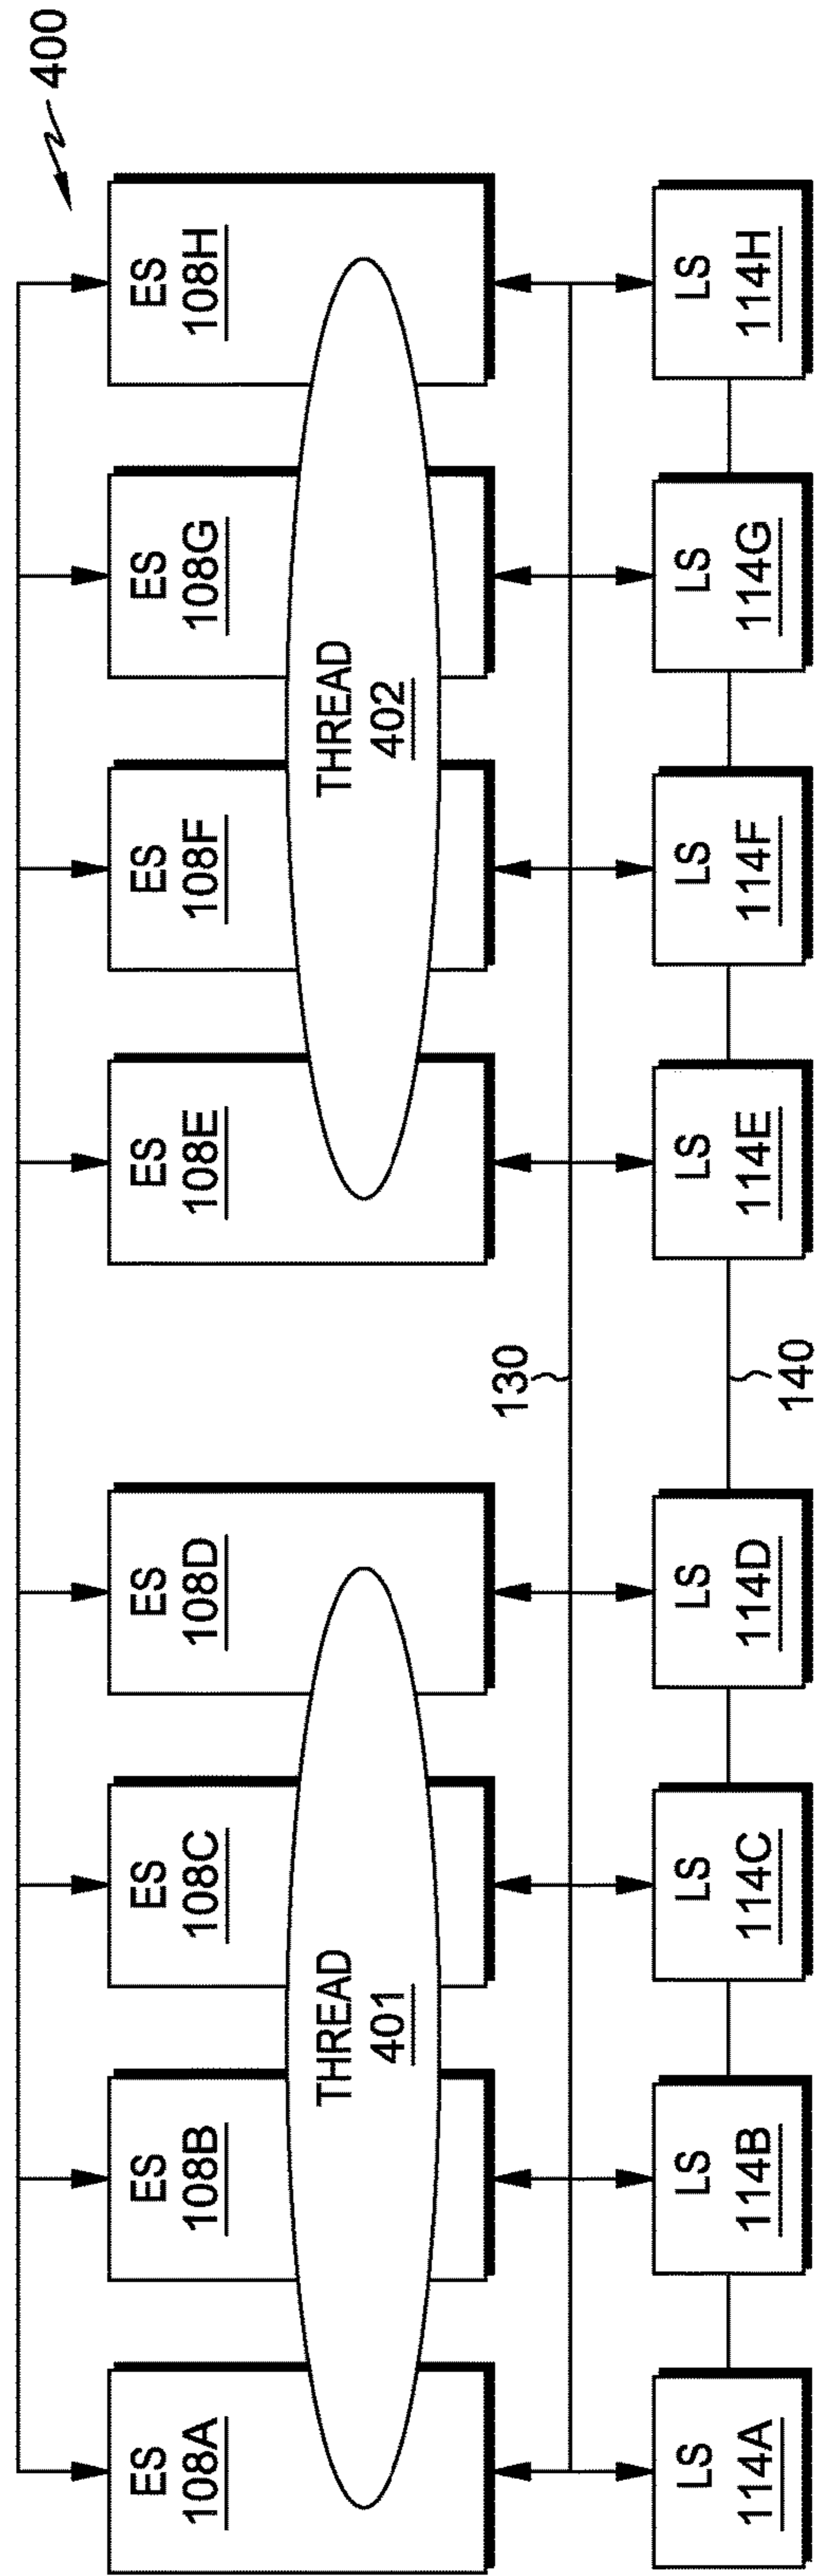 400
ES
108A
ES
108B
ES
108C
ES
108D
ES
108E
ES
108F
ES
108G
ES
108H
THREAD
401
THREAD
402
130
140
LS
114A
LS
114B
LS
114C
LS
114D
LS
114E
LS
114F
LS
114G
LS
114H